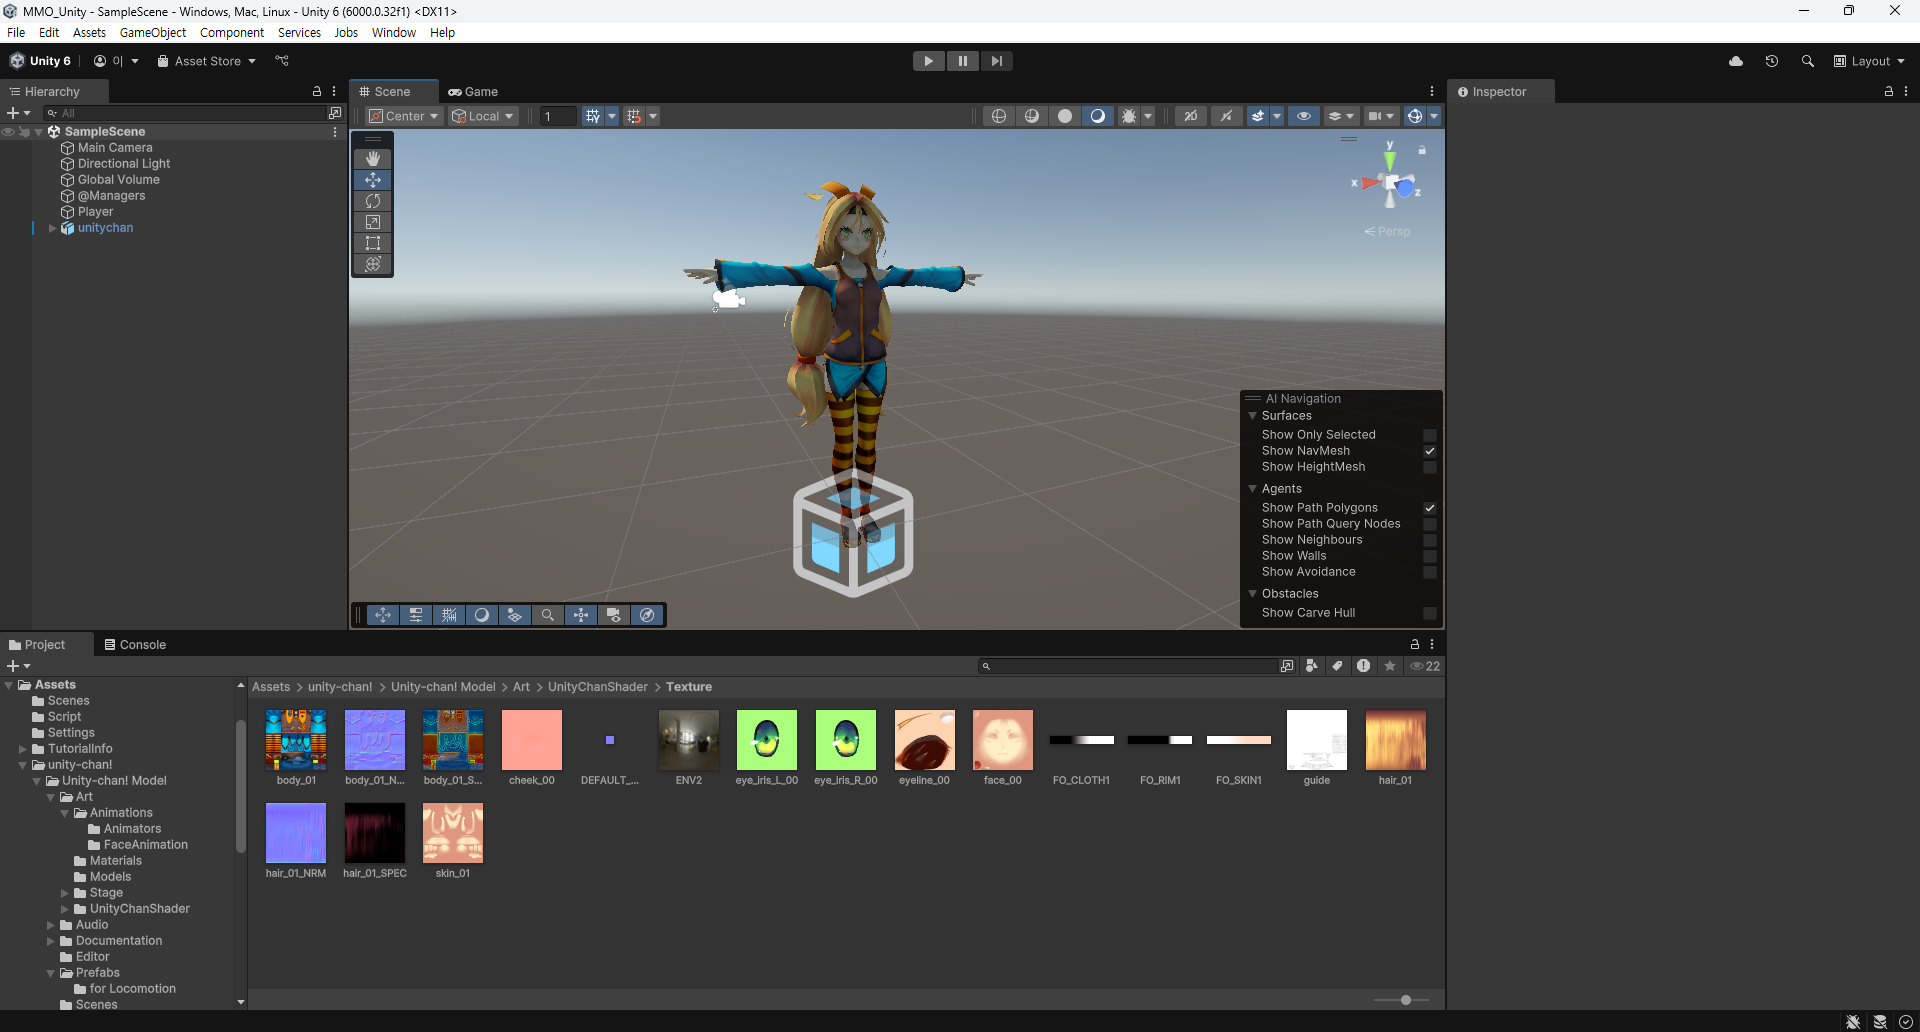 MMO_Unity - SampleScene - Windows, Mac, Linux - Unity 6 (6000.0.32f1) <DX11>
File Edit Assets GameObject Component Services Jobs Window Help
Unity 6 Asset Store Layout
Hierarchy
All
SampleScene
Main Camera
Directional Light
Global Volume
@Managers
Player
unitychan
Scene Game
Center Local 1 2D
y
x
z
Persp
AI Navigation
Surfaces
Show Only Selected
Show NavMesh
Show HeightMesh
Agents
Show Path Polygons
Show Path Query Nodes
Show Neighbours
Show Walls
Show Avoidance
Obstacles
Show Carve Hull
Inspector
Project Console
22
Assets
Scenes
Script
Settings
TutorialInfo
unity-chan!
Unity-chan! Model
Art
Animations
Animators
FaceAnimation
Materials
Models
Stage
UnityChanShader
Audio
Documentation
Editor
Prefabs
for Locomotion
Scenes
Assets > unity-chan! > Unity-chan! Model > Art > UnityChanShader > Texture
body_01 body_01_N... body_01_S... cheek_00 DEFAULT_... ENV2 eye_iris_L_00 eye_iris_R_00 eyeline_00 face_00 FO_CLOTH1 FO_RIM1 FO_SKIN1 guide hair_01
hair_01_NRM hair_01_SPEC skin_01